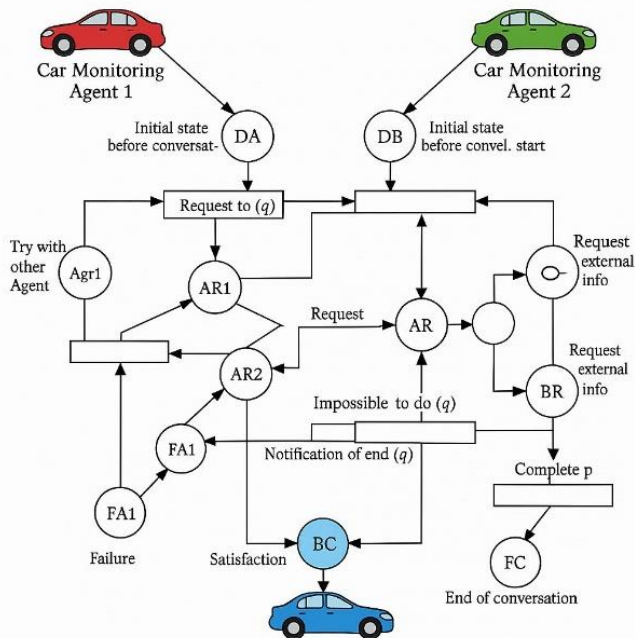 Car Monitoring
Agent 1
Car Monitoring
Agent 2
DA
Initial state
before conversat-
DB
Initial state
before convel. start
Request to (q)
Try with
other
Agent
Agr1
AR1
Request
external
info
Request
AR
AR2
Request
external
info
BR
Impossible to do (q)
FA1
Notification of end (q)
Complete p
FA1
Failure
Satisfaction
BC
FC
End of conversation